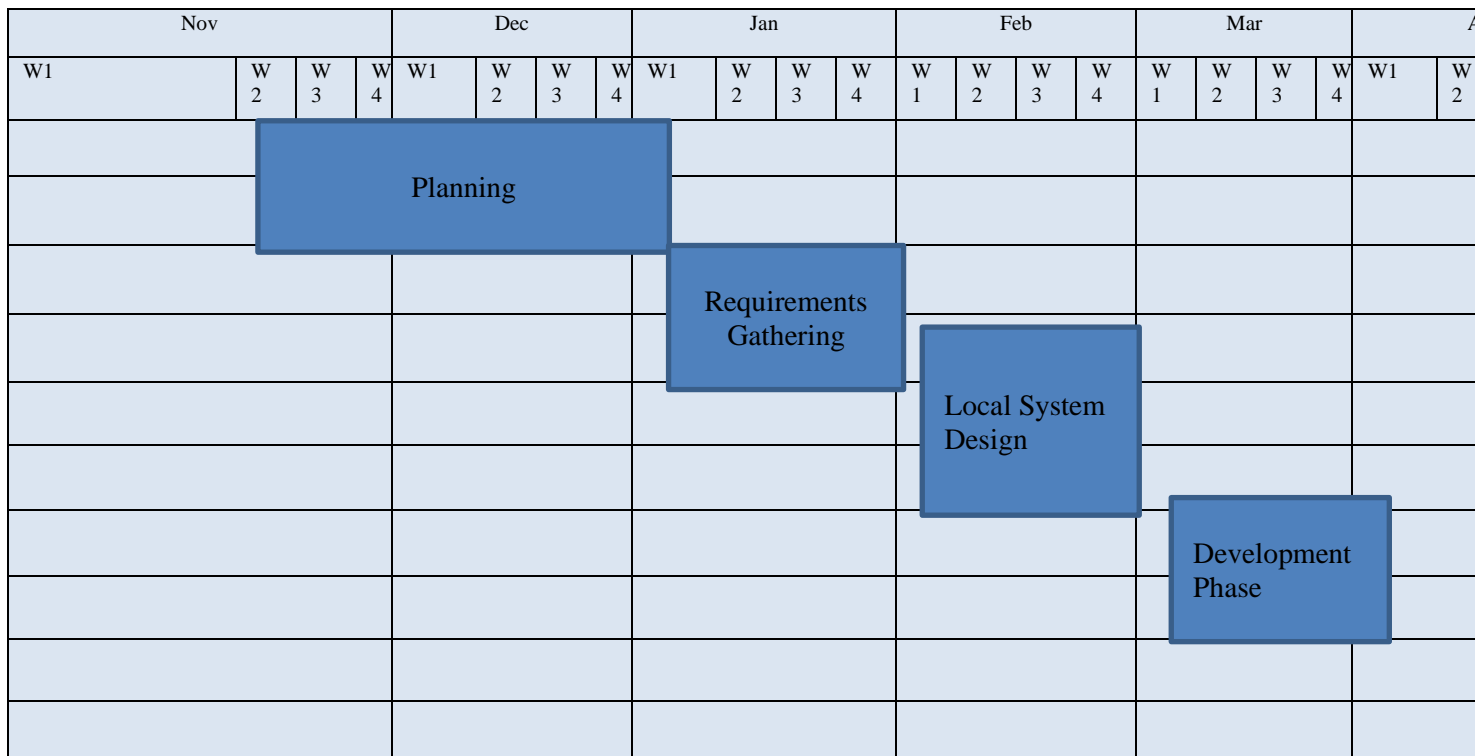 Nov Dec Jan Feb Mar A
W1 W W W W1 W W W W1 W W W W W W W W W W W W1 W
2 3 4 2 3 4 2 3 4 1 2 3 4 1 2 3 4 2
Planning
Requirements
Gathering
Local System
Design
Development
Phase